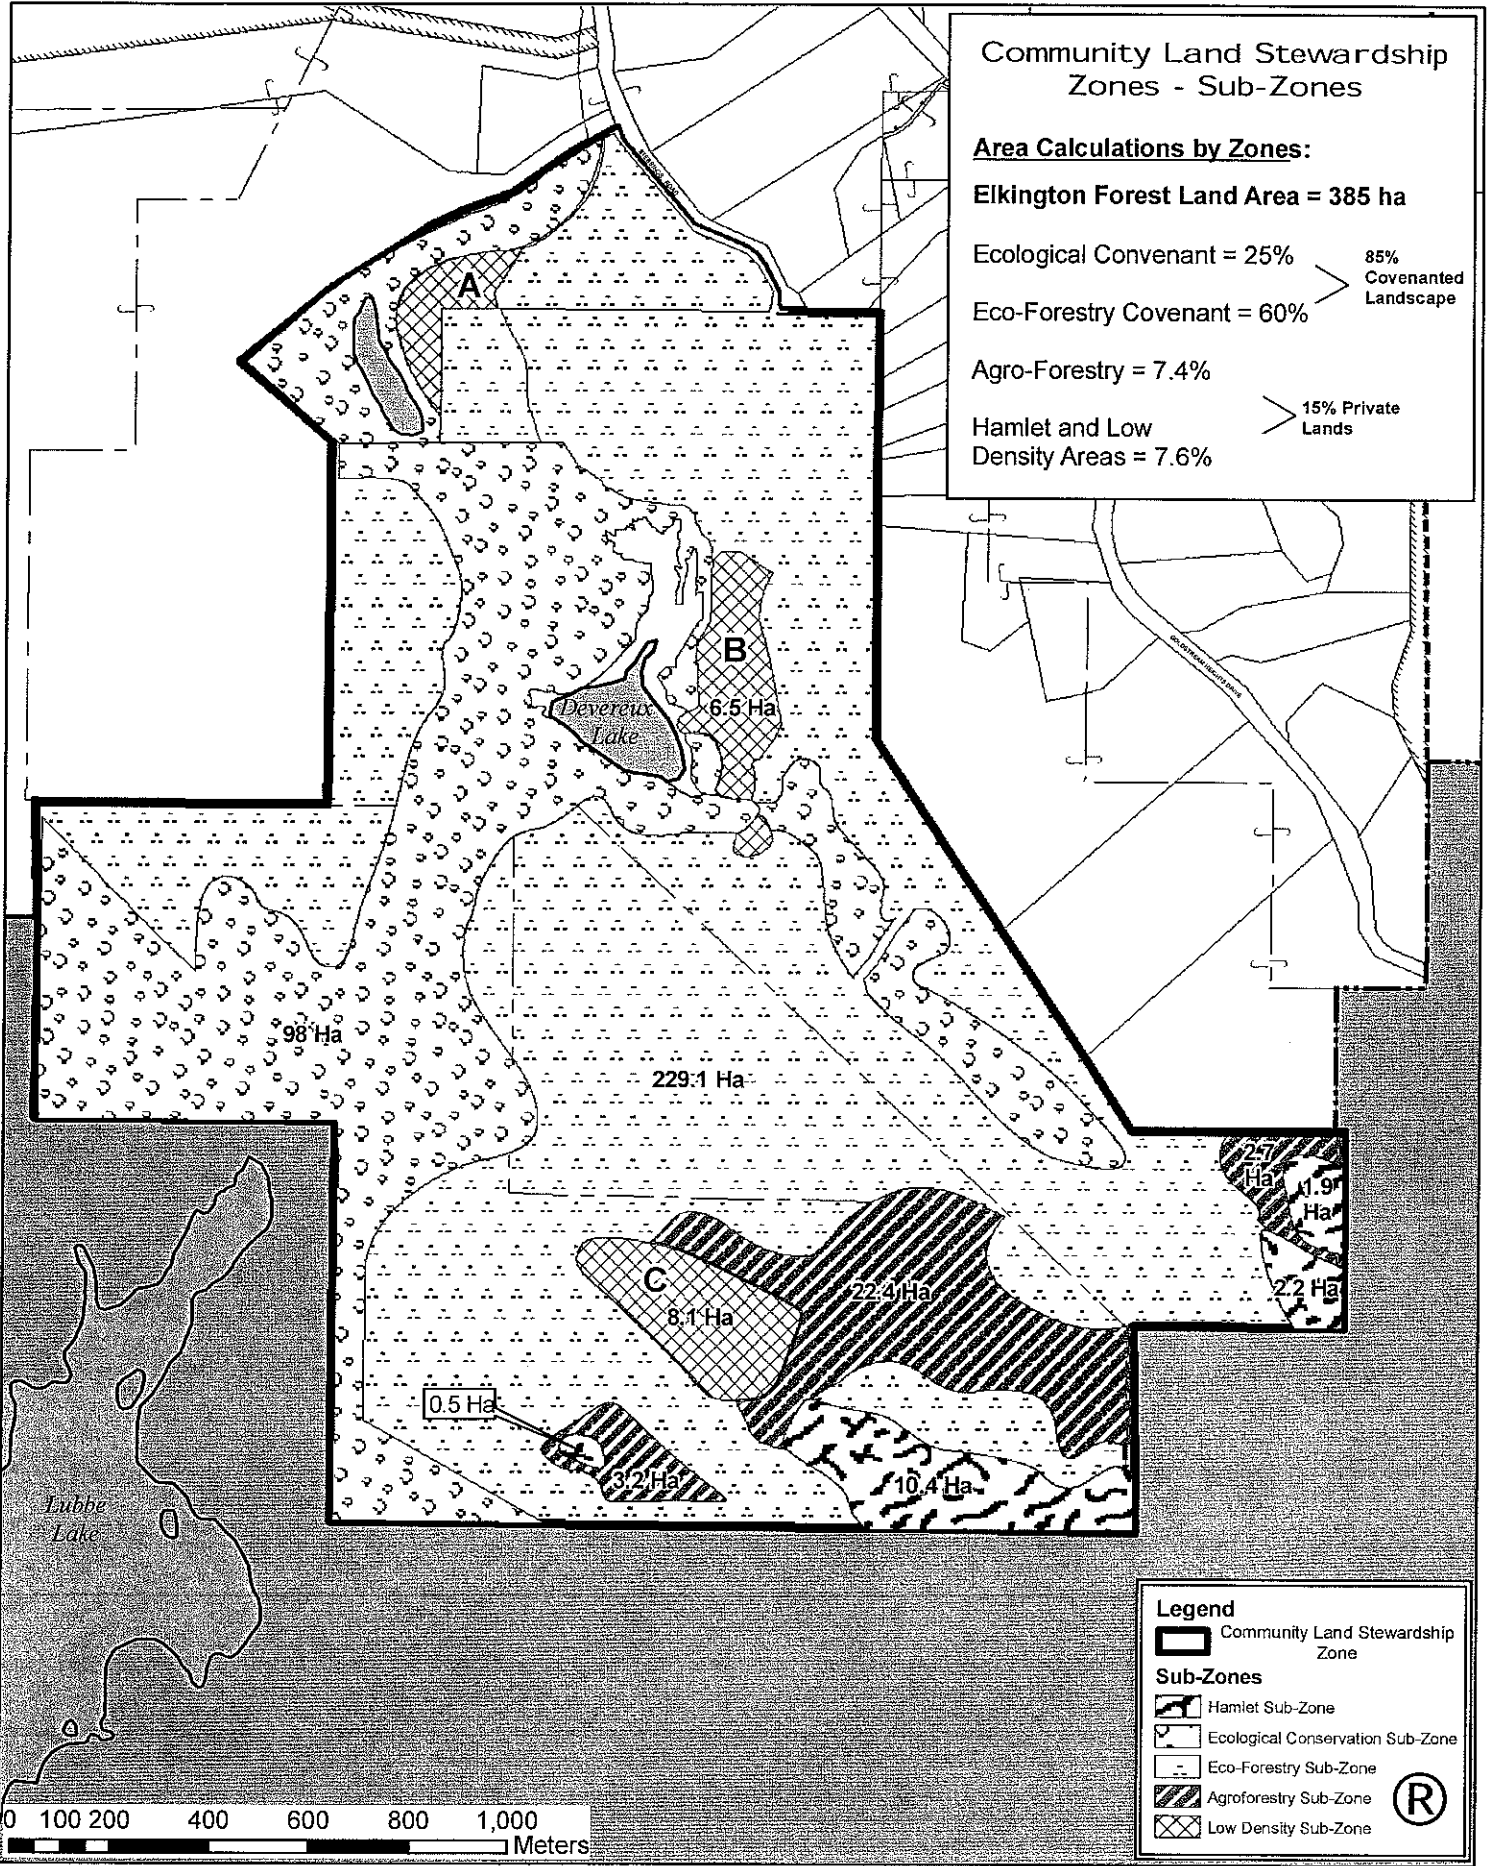 Community Land Stewardship
Zones - Sub-Zones
Area Calculations by Zones:
Elkington Forest Land Area = 385 ha
Ecological Convenant = 25%
Eco-Forestry Covenant = 60%
85%
Covenanted
Landscape
Agro-Forestry = 7.4%
Hamlet and Low
Density Areas = 7.6%
15% Private
Lands
A
B
6.5 Ha
Devereux
Lake
GOLDSTREAM HEIGHTS DRIVE
98 Ha
229.1 Ha
2.7
Ha
1.9
Ha
2.2 Ha
C
8.1 Ha
22.4 Ha
0.5 Ha
3.2 Ha
10.4 Ha
Lubbe
Lake
Legend
Community Land Stewardship
Zone
Sub-Zones
Hamlet Sub-Zone
Ecological Conservation Sub-Zone
Eco-Forestry Sub-Zone
Agroforestry Sub-Zone
Low Density Sub-Zone
®
0 100 200 400 600 800 1,000
Meters